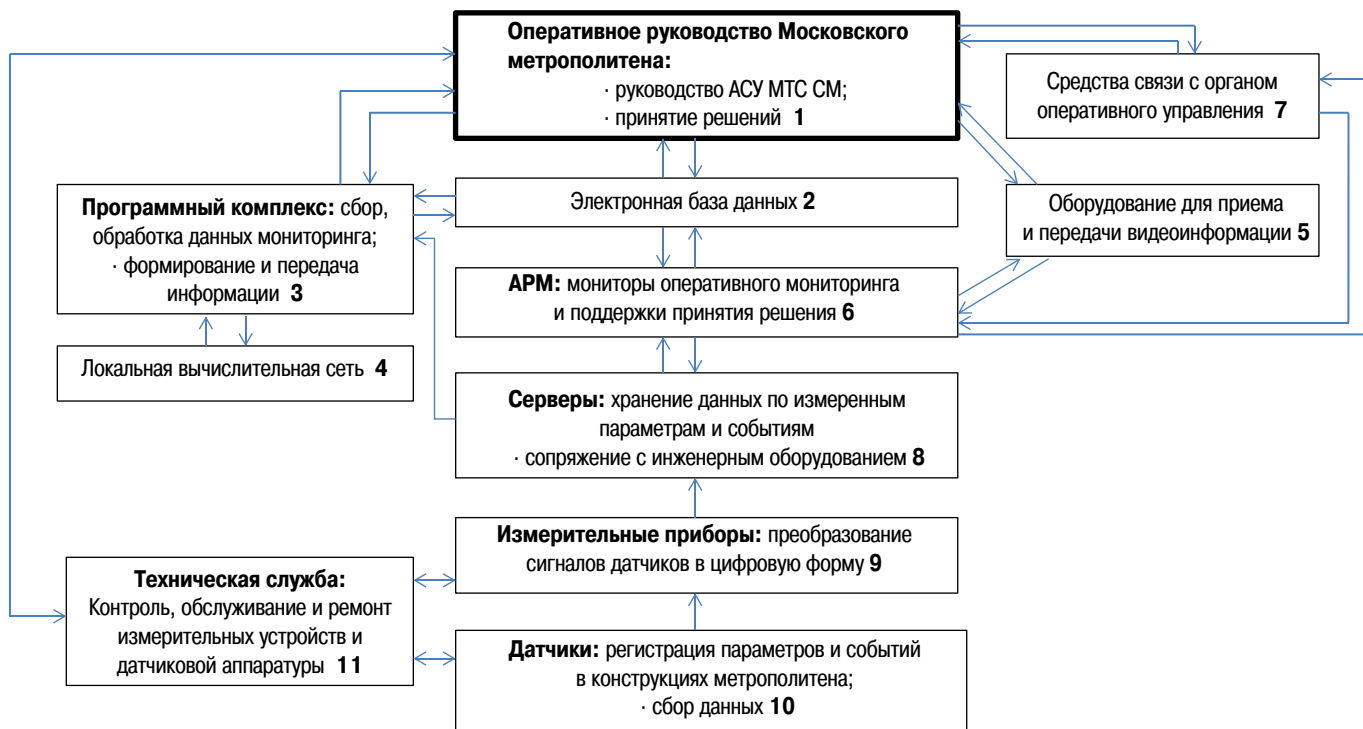 Оперативное руководство Московского
метрополитена:
· руководство АСУ МТС СМ;
· принятие решений 1
Средства связи с органом
оперативного управления 7
Программный комплекс: сбор,
обработка данных мониторинга;
· формирование и передача
информации 3
Электронная база данных 2
Оборудование для приема
и передачи видеоинформации 5
АРМ: мониторы оперативного мониторинга
и поддержки принятия решения 6
Локальная вычислительная сеть 4
Серверы: хранение данных по измеренным
параметрам и событиям
· сопряжение с инженерным оборудованием 8
Измерительные приборы: преобразование
сигналов датчиков в цифровую форму 9
Техническая служба:
Контроль, обслуживание и ремонт
измерительных устройств и
датчиковой аппаратуры 11
Датчики: регистрация параметров и событий
в конструкциях метрополитена;
· сбор данных 10